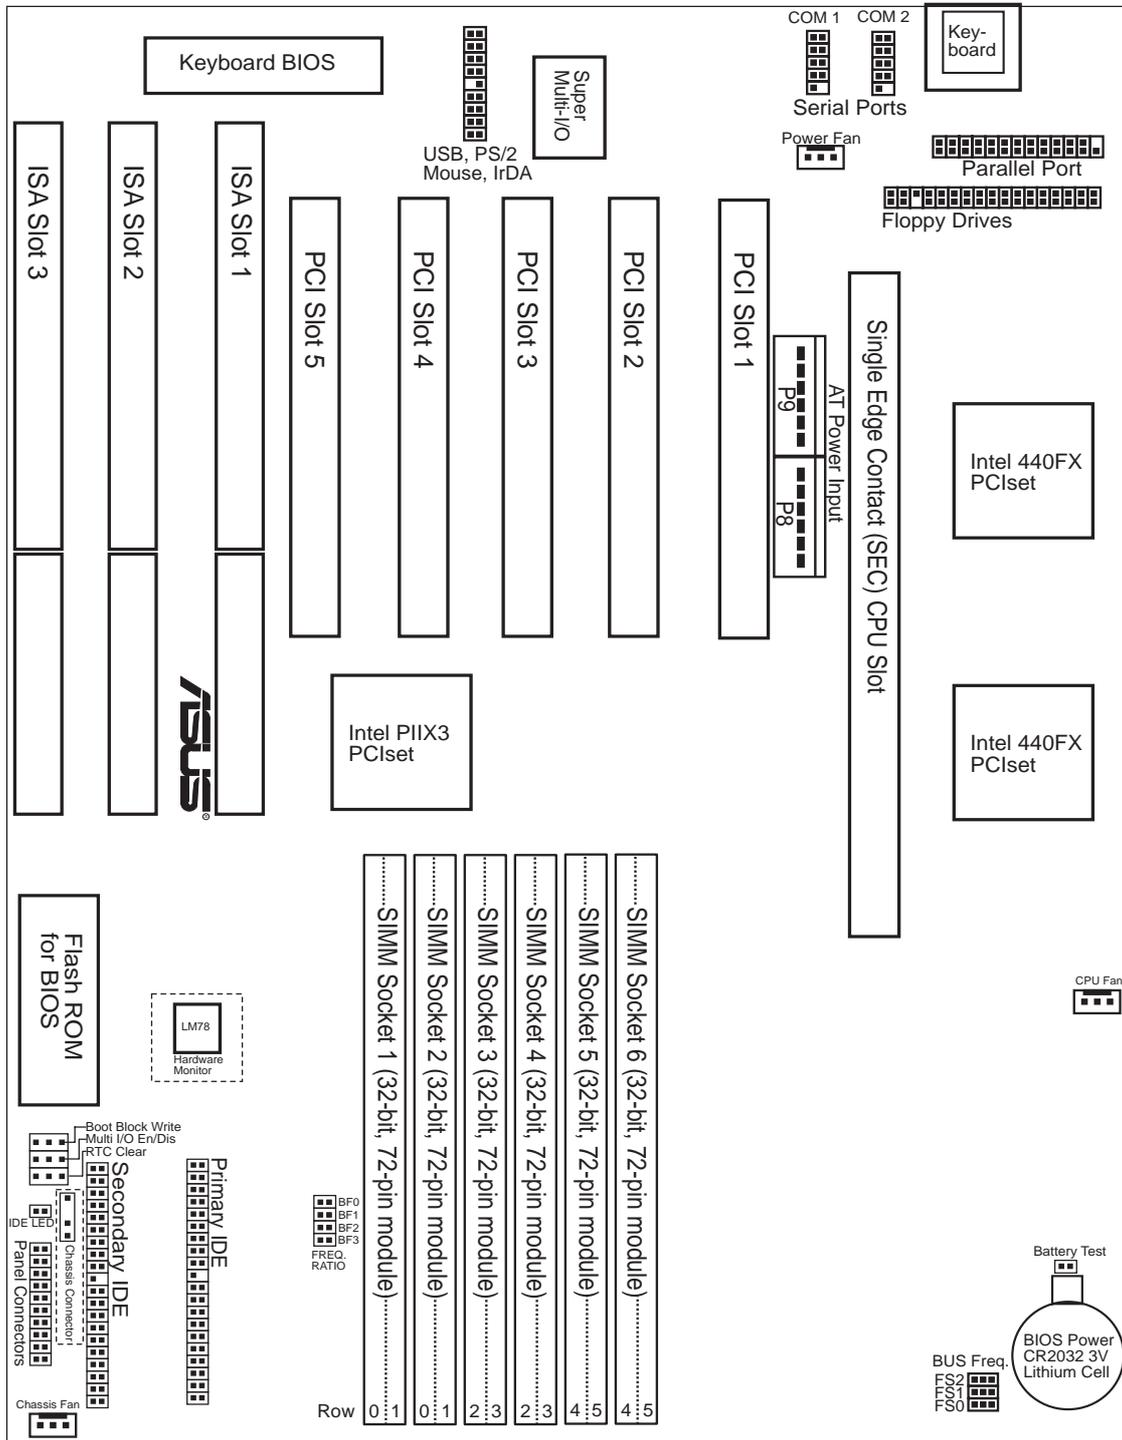 COM 1
COM 2
Key-
board
Keyboard BIOS
Super
Multi-I/O
Serial Ports
USB, PS/2
Mouse, IrDA
Power Fan
Parallel Port
Floppy Drives
ISA Slot 3
ISA Slot 2
ISA Slot 1
PCI Slot 5
PCI Slot 4
PCI Slot 3
PCI Slot 2
PCI Slot 1
P9
P8
AT Power Input
Single Edge Contact (SEC) CPU Slot
Intel 440FX
PCIset
Intel 440FX
PCIset
ASUS®
Intel PIIX3
PCIset
Flash ROM
for BIOS
LM78
Hardware
Monitor
SIMM Socket 1 (32-bit, 72-pin module)
SIMM Socket 2 (32-bit, 72-pin module)
SIMM Socket 3 (32-bit, 72-pin module)
SIMM Socket 4 (32-bit, 72-pin module)
SIMM Socket 5 (32-bit, 72-pin module)
SIMM Socket 6 (32-bit, 72-pin module)
CPU Fan
Boot Block Write
Multi I/O En/Dis
RTC Clear
IDE LED
Panel Connectors
Chassis Connector
Secondary IDE
Primary IDE
BF0
BF1
BF2
BF3
FREQ.
RATIO
Battery Test
BIOS Power
CR2032 3V
Lithium Cell
BUS Freq.
FS2
FS1
FS0
Chassis Fan
Row 0 1 0 1 2 3 2 3 4 5 4 5